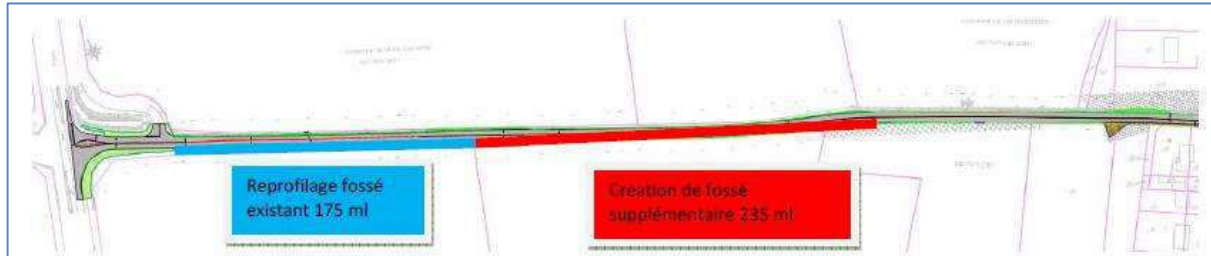 Reprofilage fossé
existant 175 ml
Création de fossé
supplémentaire 235 ml